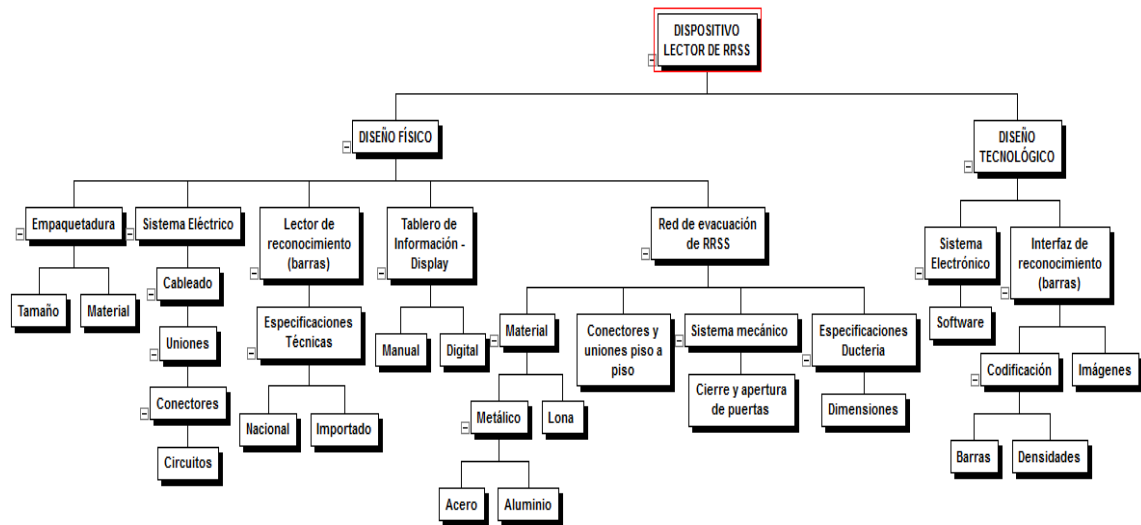 DISPOSITIVO
LECTOR DE RRSS
DISEÑO FÍSICO
DISEÑO
TECNOLÓGICO
Empaquetadura
Sistema Eléctrico
Lector de
reconocimiento
(barras)
Tablero de
Información -
Display
Red de evacuación
de RRSS
Sistema
Electrónico
Interfaz de
reconocimiento
(barras)
Tamaño
Material
Cableado
Uniones
Conectores
Circuitos
Especificaciones
Técnicas
Nacional
Importado
Manual
Digital
Material
Conectores y
uniones piso a
piso
Sistema mecánico
Especificaciones
Ducteria
Metálico
Lona
Cierre y apertura
de puertas
Dimensiones
Acero
Aluminio
Software
Codificación
Imágenes
Barras
Densidades